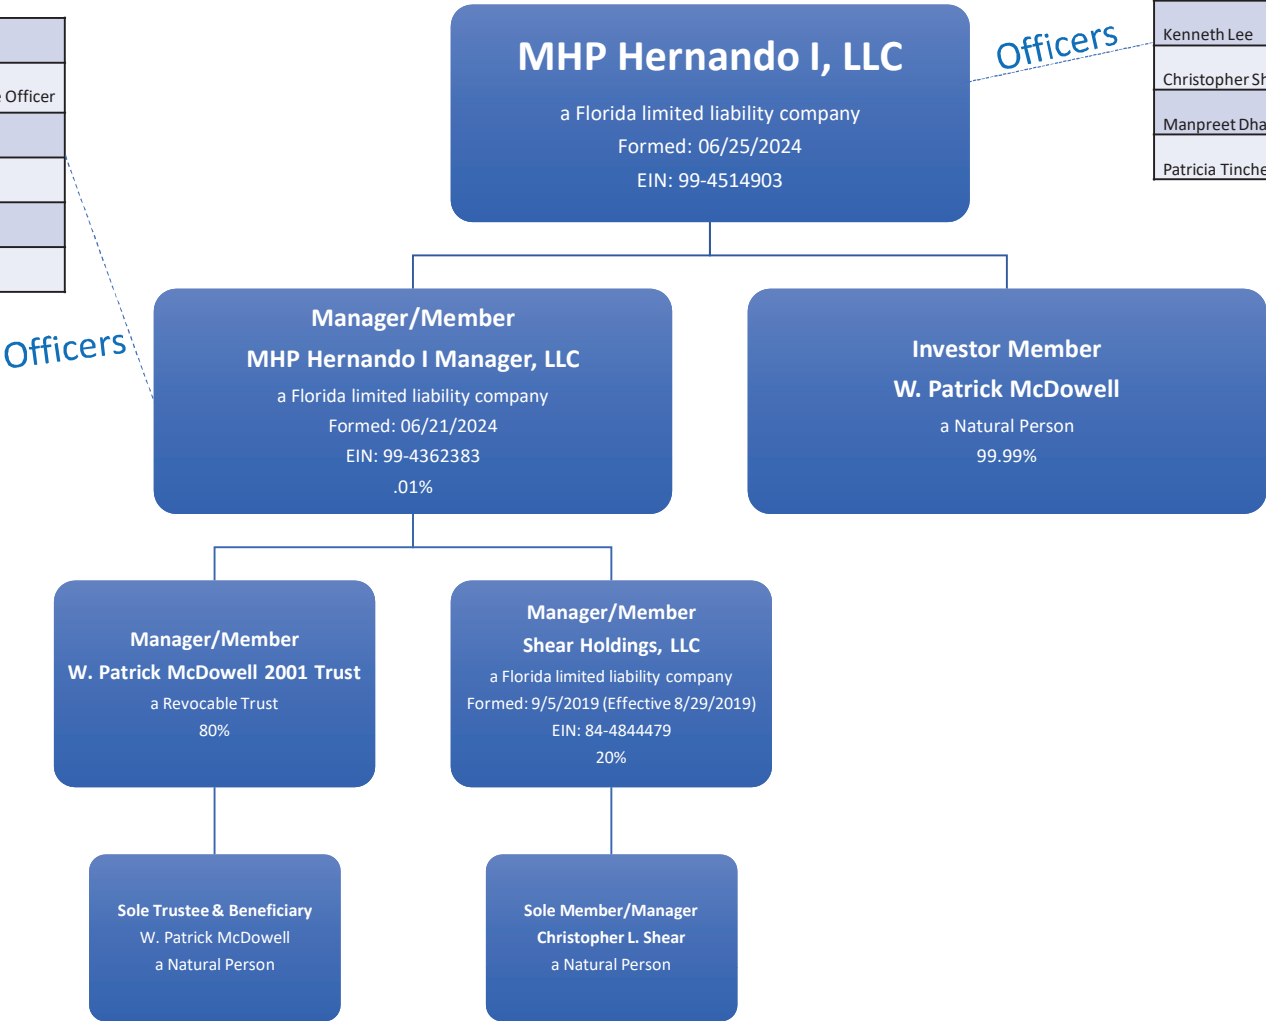 Officer
MHP Hernando I, LLC
a Florida limited liability company
Formed: 06/25/2024
EIN: 99-4514903
Officers
Kenneth Lee
Christopher
Manpreet
Patricia
Officers
Manager/Member
MHP Hernando I Manager, LLC
a Florida limited liability company
Formed: 06/21/2024
EIN: 99-4362383
.01%
Investor Member
W. Patrick McDowell
a Natural Person
99.99%
Manager/Member
W. Patrick McDowell 2001 Trust
a Revocable Trust
80%
Manager/Member
Shear Holdings, LLC
a Florida limited liability company
Formed: 9/5/2019 (Effective 8/29/2019)
EIN: 84-4844479
20%
Sole Trustee & Beneficiary
W. Patrick McDowell
a Natural Person
Sole Member/Manager
Christopher L. Shear
a Natural Person